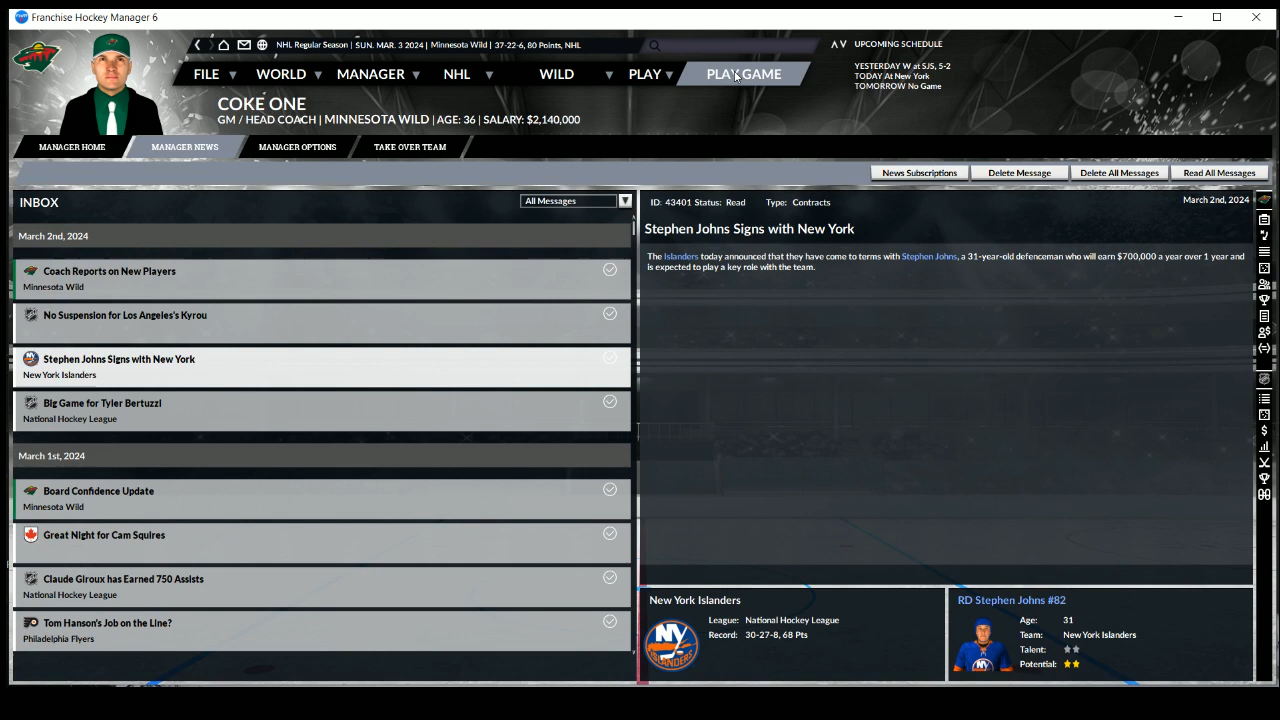 Franchise Hockey Manager 6
NHL Regular Season | SUN. MAR. 3 2024 | Minnesota Wild | 37-22-6, 80 Points, NHL
UPCOMING SCHEDULE
YESTERDAY W at SJS, 5-2
TODAY At New York
TOMORROW No Game
FILE WORLD MANAGER NHL WILD PLAY PLAY GAME
COKE ONE
GM / HEAD COACH | MINNESOTA WILD | AGE: 36 | SALARY: $2,140,000
MANAGER HOME MANAGER NEWS MANAGER OPTIONS TAKE OVER TEAM
News Subscriptions Delete Message Delete All Messages Read All Messages
INBOX
All Messages
March 2nd, 2024
Coach Reports on New Players
Minnesota Wild
No Suspension for Los Angeles's Kyrou
Stephen Johns Signs with New York
New York Islanders
Big Game for Tyler Bertuzzi
National Hockey League
March 1st, 2024
Board Confidence Update
Minnesota Wild
Great Night for Cam Squires
Claude Giroux has Earned 750 Assists
National Hockey League
Tom Hanson's Job on the Line?
Philadelphia Flyers
ID: 43401 Status: Read Type: Contracts
March 2nd, 2024
Stephen Johns Signs with New York
The Islanders today announced that they have come to terms with Stephen Johns, a 31-year-old defenceman who will earn $700,000 a year over 1 year and
is expected to play a key role with the team.
New York Islanders
League: National Hockey League
Record: 30-27-8, 68 Pts
NY
ISLANDERS
RD Stephen Johns #82
Age: 31
Team: New York Islanders
Talent:
Potential: